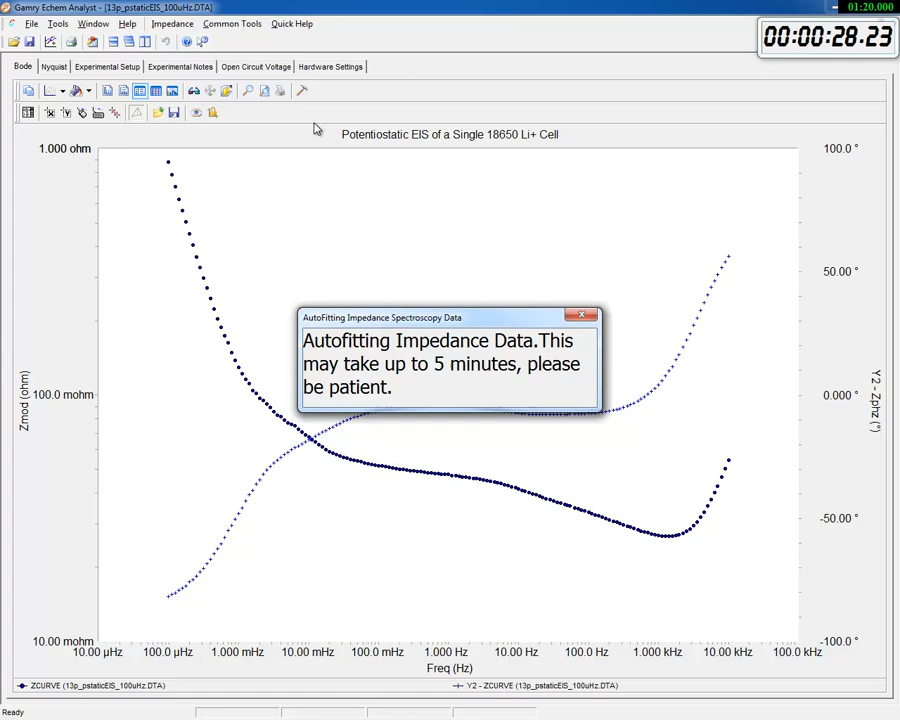 Gamry Echem Analyst - [13p_pstaticEIS_100uHz.DTA]
01:20.000
File Tools Window Help Impedance Common Tools Quick Help
00:00:28.23
Bode Nyquist Experimental Setup Experimental Notes Open Circuit Voltage Hardware Settings
Potentiostatic EIS of a Single 18650 Li+ Cell
1.000 ohm
100.0 mohm
10.00 mohm
Zmod (ohm)
100.0 °
50.00 °
0.000 °
-50.00 °
-100.0 °
Y2 - Zphz (°)
AutoFitting Impedance Spectroscopy Data
Autofitting Impedance Data.This
may take up to 5 minutes, please
be patient.
10.00 µHz 100.0 µHz 1.000 mHz 10.00 mHz 100.0 mHz 1.000 Hz 10.00 Hz 100.0 Hz 1.000 kHz 10.00 kHz 100.0 kHz
Freq (Hz)
ZCURVE (13p_pstaticEIS_100uHz.DTA) Y2 - ZCURVE (13p_pstaticEIS_100uHz.DTA)
Ready